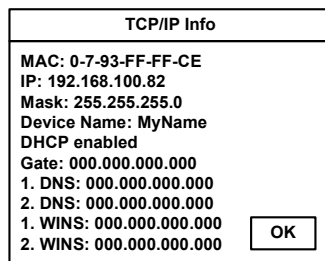 TCP/IP Info
MAC: 0-7-93-FF-FF-CE
IP: 192.168.100.82
Mask: 255.255.255.0
Device Name: MyName
DHCP enabled
Gate: 000.000.000.000
1. DNS: 000.000.000.000
2. DNS: 000.000.000.000
1. WINS: 000.000.000.000
2. WINS: 000.000.000.000
OK